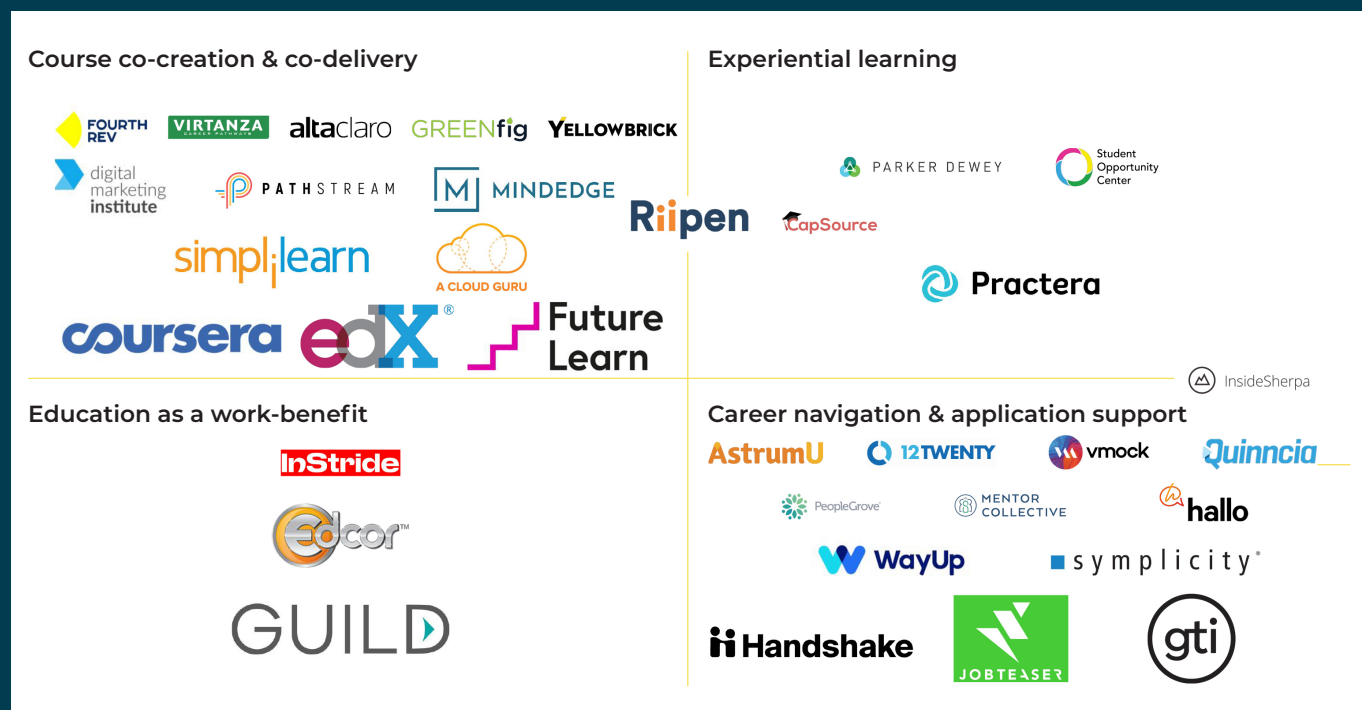 Course co-creation & co-delivery
FOURTH
REV
VIRTANZA
CAREER PATHWAYS
altaclaro
GREENfig
YELLOWBRICK
digital
marketing
institute
PATHSTREAM
M MINDEDGE
simplilearn
A CLOUD GURU
coursera
edX®
Future
Learn
Riipen
Experiential learning
PARKER DEWEY
Student
Opportunity
Center
CapSource
Practera
InsideSherpa
Education as a work-benefit
InStride
Edcor™
GUILD
Career navigation & application support
AstrumU
12TWENTY
vmock
Quinncia
PeopleGrove
MENTOR
COLLECTIVE
h hallo
WayUp
symplicity®
Handshake
JOBTEASER
gti